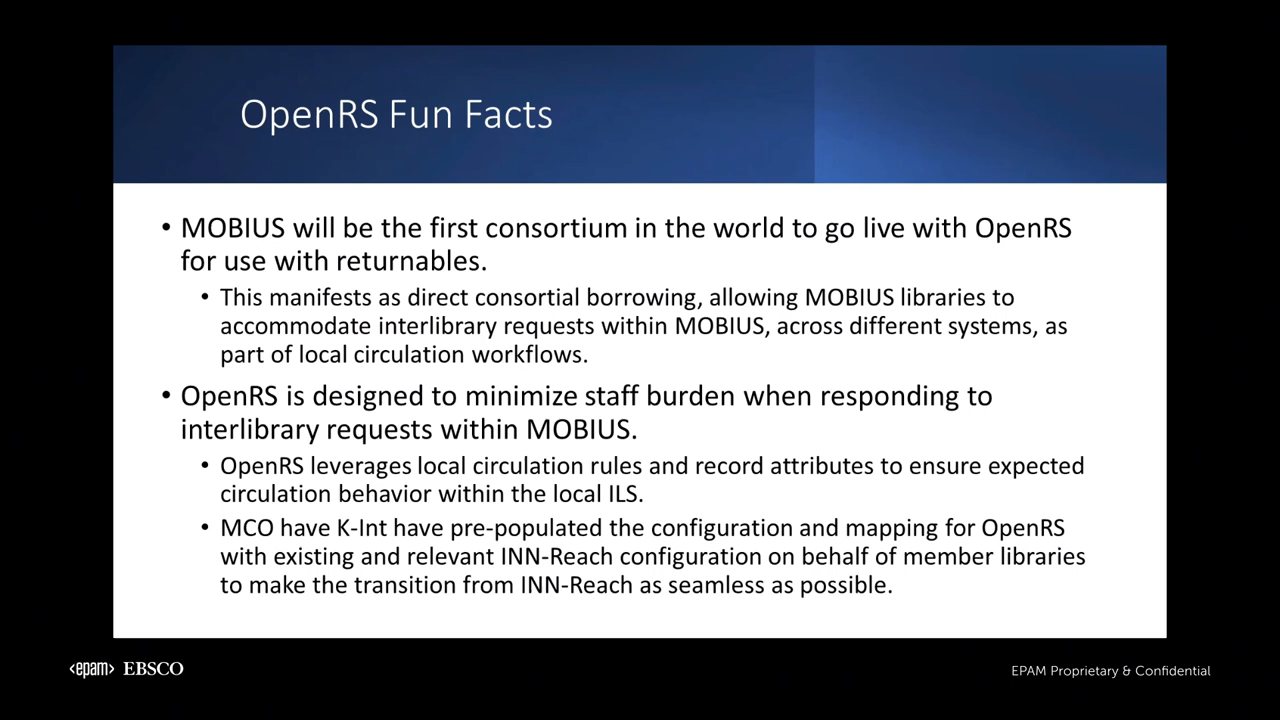 OpenRS Fun Facts
• MOBIUS will be the first consortium in the world to go live with OpenRS
for use with returnables.
• This manifests as direct consortial borrowing, allowing MOBIUS libraries to
accommodate interlibrary requests within MOBIUS, across different systems, as
part of local circulation workflows.
• OpenRS is designed to minimize staff burden when responding to
interlibrary requests within MOBIUS.
• OpenRS leverages local circulation rules and record attributes to ensure expected
circulation behavior within the local ILS.
• MCO have K-Int have pre-populated the configuration and mapping for OpenRS
with existing and relevant INN-Reach configuration on behalf of member libraries
to make the transition from INN-Reach as seamless as possible.
<epam> EBSCO
EPAM Proprietary & Confidential